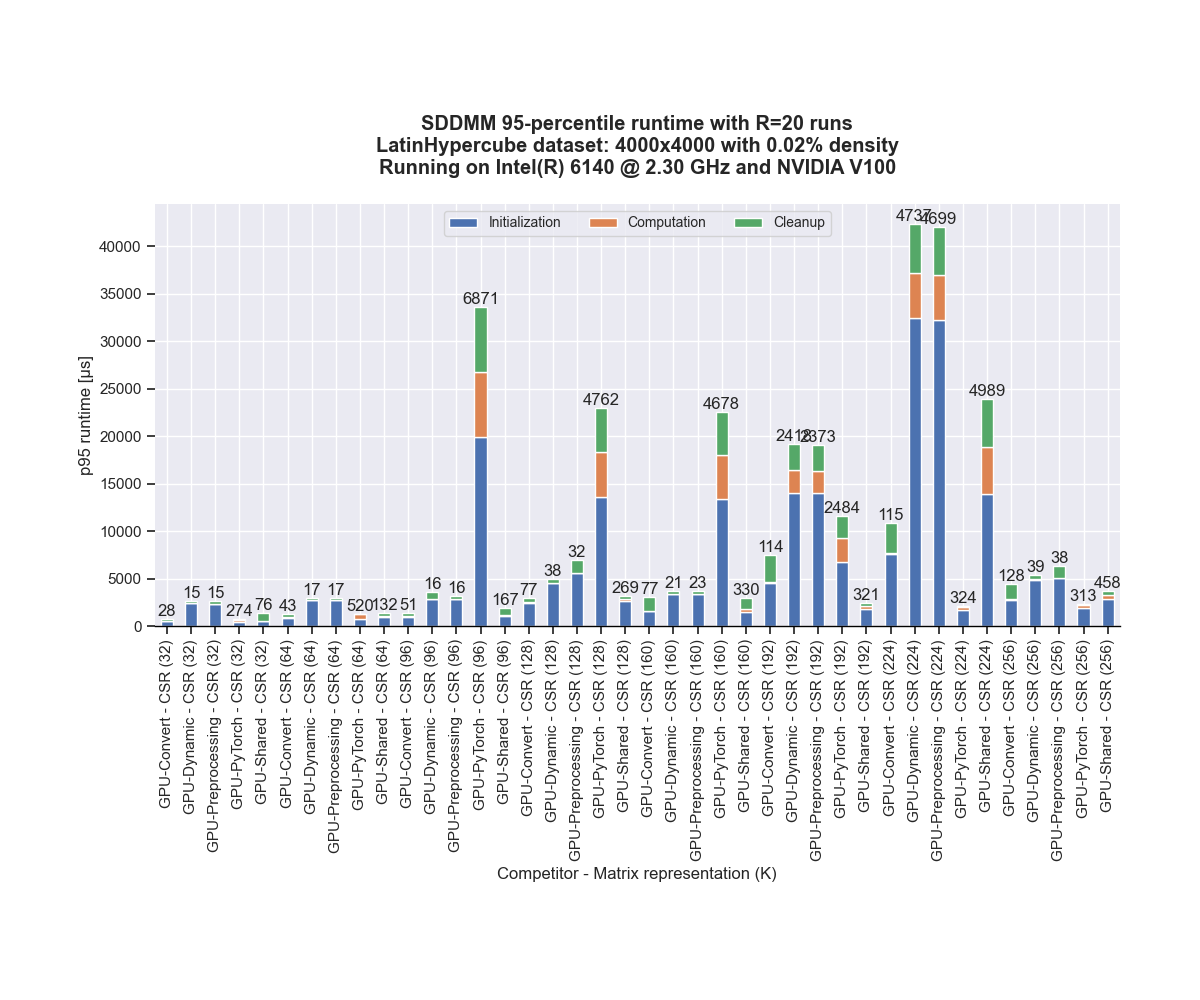 SDDMM 95-percentile runtime with R=20 runs
LatinHypercube dataset: 4000x4000 with 0.02% density
Running on Intel(R) 6140 @ 2.30 GHz and NVIDIA V100
Initialization
Computation
Cleanup
p95 runtime [µs]
40000
35000
30000
25000
20000
15000
10000
5000
0
28
15
15
274
76
43
17
17
520
132
51
16
16
6871
167
77
38
32
4762
269
77
21
23
4678
330
114
2418
2373
2484
321
115
4737
4699
324
4989
128
39
38
313
458
GPU-Convert - CSR (32)
GPU-Dynamic - CSR (32)
GPU-Preprocessing - CSR (32)
GPU-PyTorch - CSR (32)
GPU-Shared - CSR (32)
GPU-Convert - CSR (64)
GPU-Dynamic - CSR (64)
GPU-Preprocessing - CSR (64)
GPU-PyTorch - CSR (64)
GPU-Shared - CSR (64)
GPU-Convert - CSR (96)
GPU-Dynamic - CSR (96)
GPU-Preprocessing - CSR (96)
GPU-PyTorch - CSR (96)
GPU-Shared - CSR (96)
GPU-Convert - CSR (128)
GPU-Dynamic - CSR (128)
GPU-Preprocessing - CSR (128)
GPU-PyTorch - CSR (128)
GPU-Shared - CSR (128)
GPU-Convert - CSR (160)
GPU-Dynamic - CSR (160)
GPU-Preprocessing - CSR (160)
GPU-PyTorch - CSR (160)
GPU-Shared - CSR (160)
GPU-Convert - CSR (192)
GPU-Dynamic - CSR (192)
GPU-Preprocessing - CSR (192)
GPU-PyTorch - CSR (192)
GPU-Shared - CSR (192)
GPU-Convert - CSR (224)
GPU-Dynamic - CSR (224)
GPU-Preprocessing - CSR (224)
GPU-PyTorch - CSR (224)
GPU-Shared - CSR (224)
GPU-Convert - CSR (256)
GPU-Dynamic - CSR (256)
GPU-Preprocessing - CSR (256)
GPU-PyTorch - CSR (256)
GPU-Shared - CSR (256)
Competitor - Matrix representation (K)